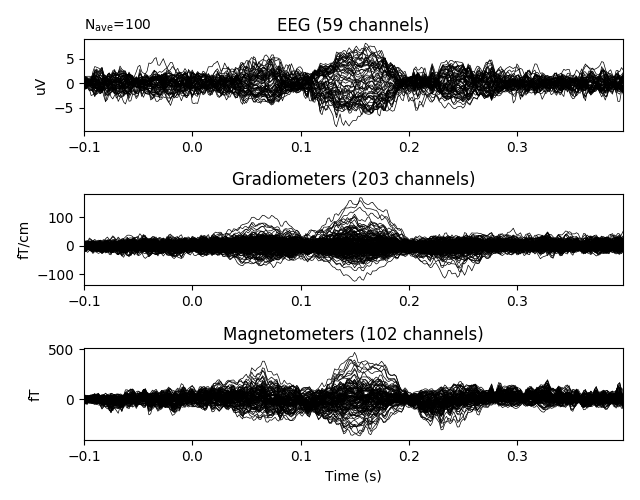 N_ave=100
EEG (59 channels)
5
0
−5
uV
−0.1 0.0 0.1 0.2 0.3
Gradiometers (203 channels)
100
0
−100
fT/cm
−0.1 0.0 0.1 0.2 0.3
Magnetometers (102 channels)
500
0
fT
−0.1 0.0 0.1 0.2 0.3
Time (s)